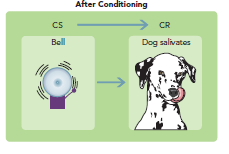 After Conditioning
CS CR
Bell Dog salivates